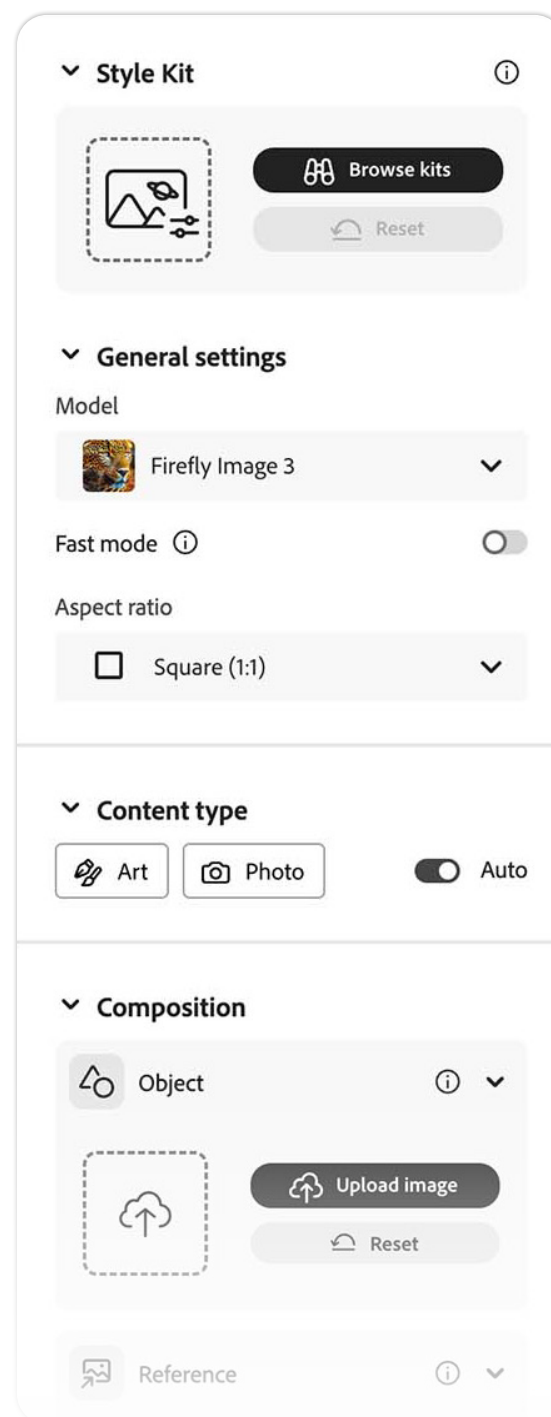 Style Kit
Browse kits
Reset
General settings
Model
Firefly Image 3
Fast mode
Aspect ratio
Square (1:1)
Content type
Art Photo Auto
Composition
Object
Upload image
Reset
Reference